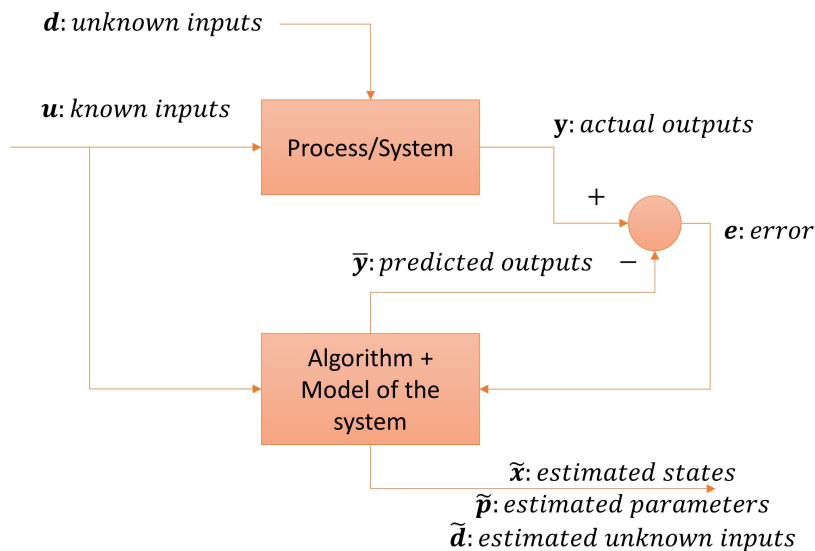 d: unknown inputs
u: known inputs
Process/System
y: actual outputs
+
e: error
ȳ: predicted outputs
−
Algorithm +
Model of the
system
x̃: estimated states
p̃: estimated parameters
d̃: estimated unknown inputs